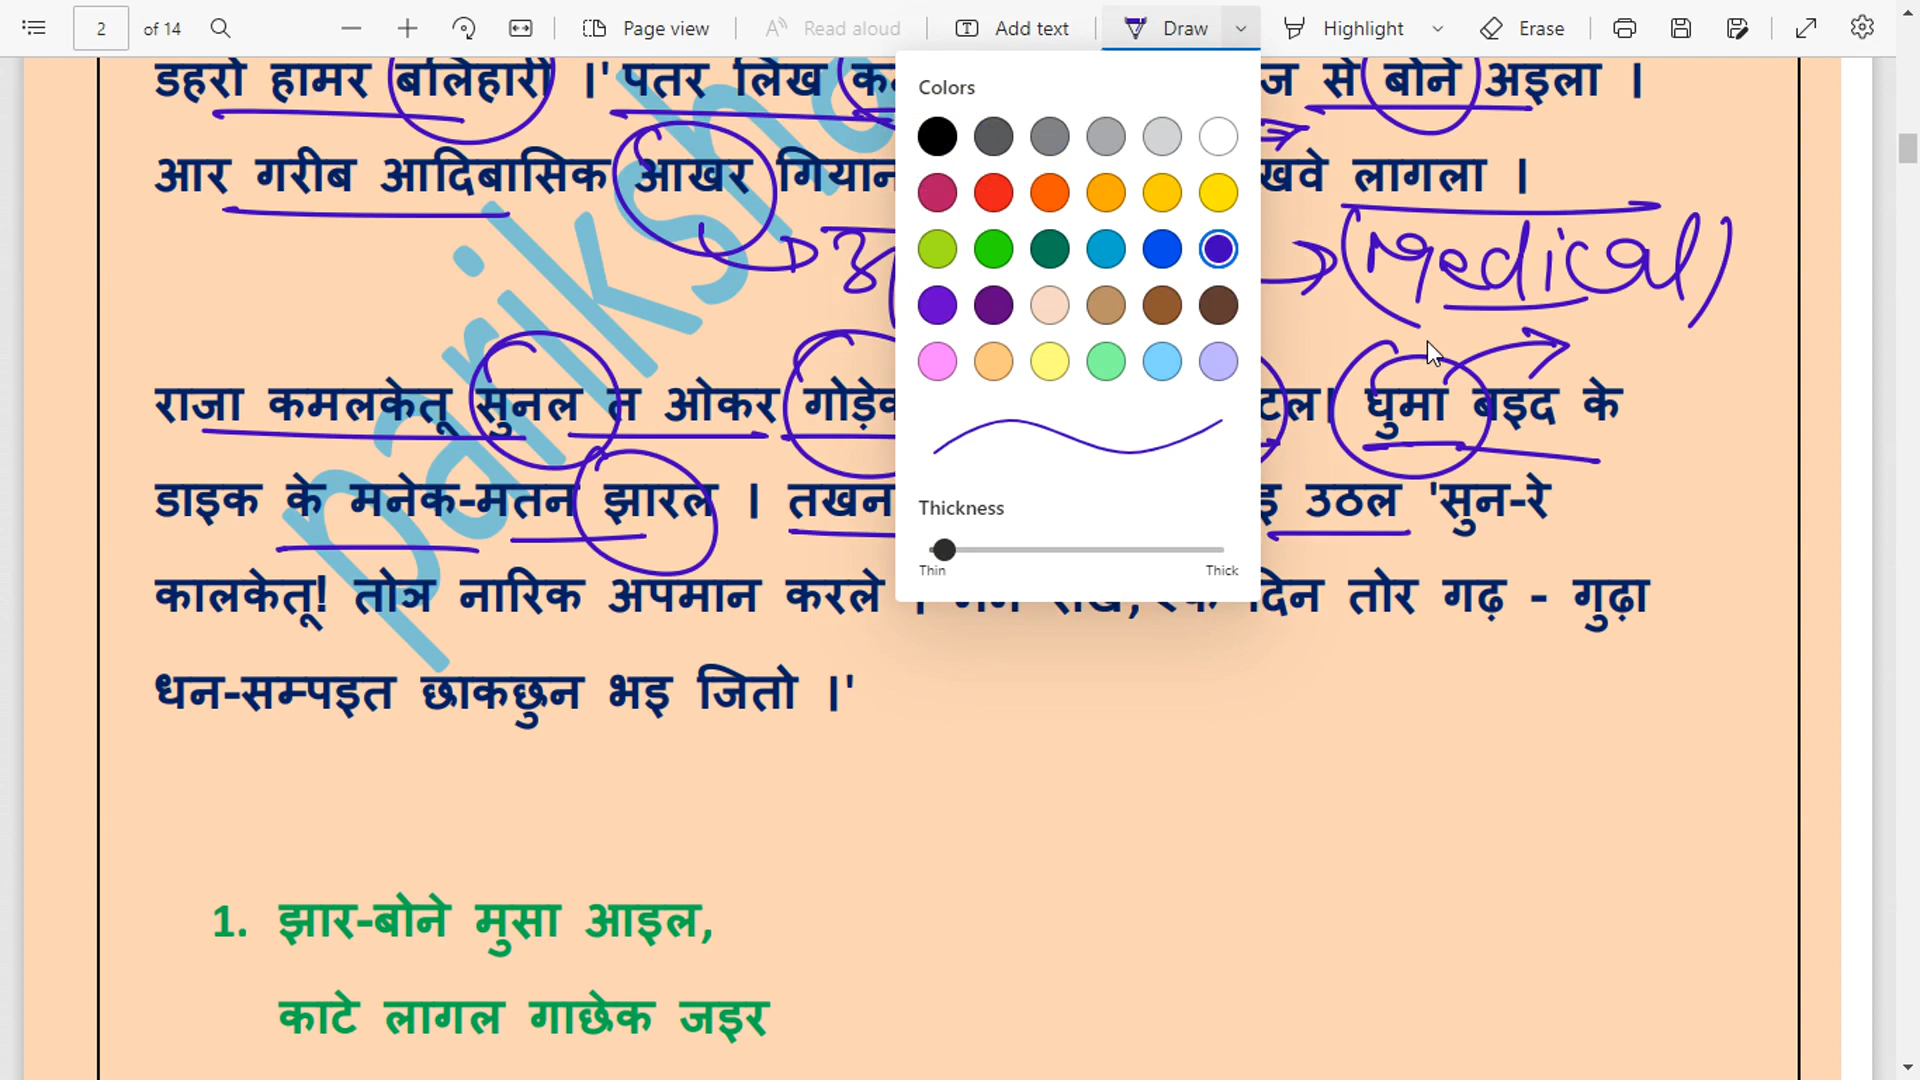 2 of 14 Page view Read aloud Add text Draw Highlight Erase
डहरो हामर बलिहारी ।' पतर लिख से बोने अइला ।
आर गरीब आदिबासिक आखर गियान खवे लागला ।
(Medical)
राजा कमलकेतू सुनल त ओकर घुमा बइद के
डाइक के मनेक-मतन झारल । तखन उठल 'सुन-रे
कालकेतू! तोञ नारिक अपमान करले । दिन तोर गढ़ - गुढ़ा
धन-सम्पइत छाकछुन भइ जितो ।'
1. झार-बोने मुसा आइल,
काटे लागल गाछेक जइर
Colors
Thickness
Thin Thick
pariksha